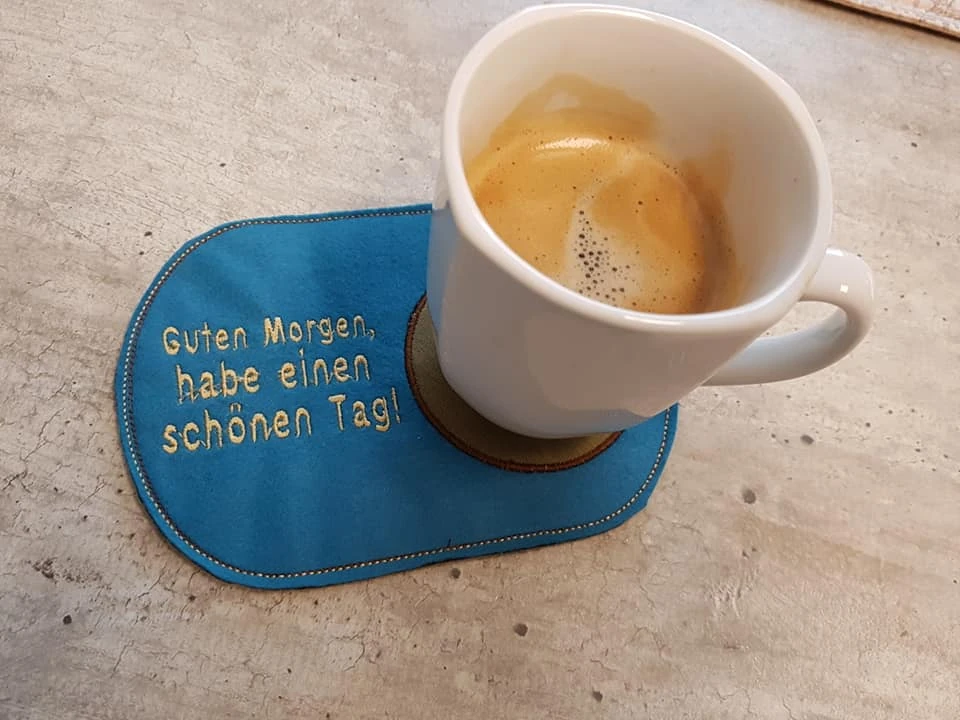 Guten Morgen,
habe einen
schönen Tag!